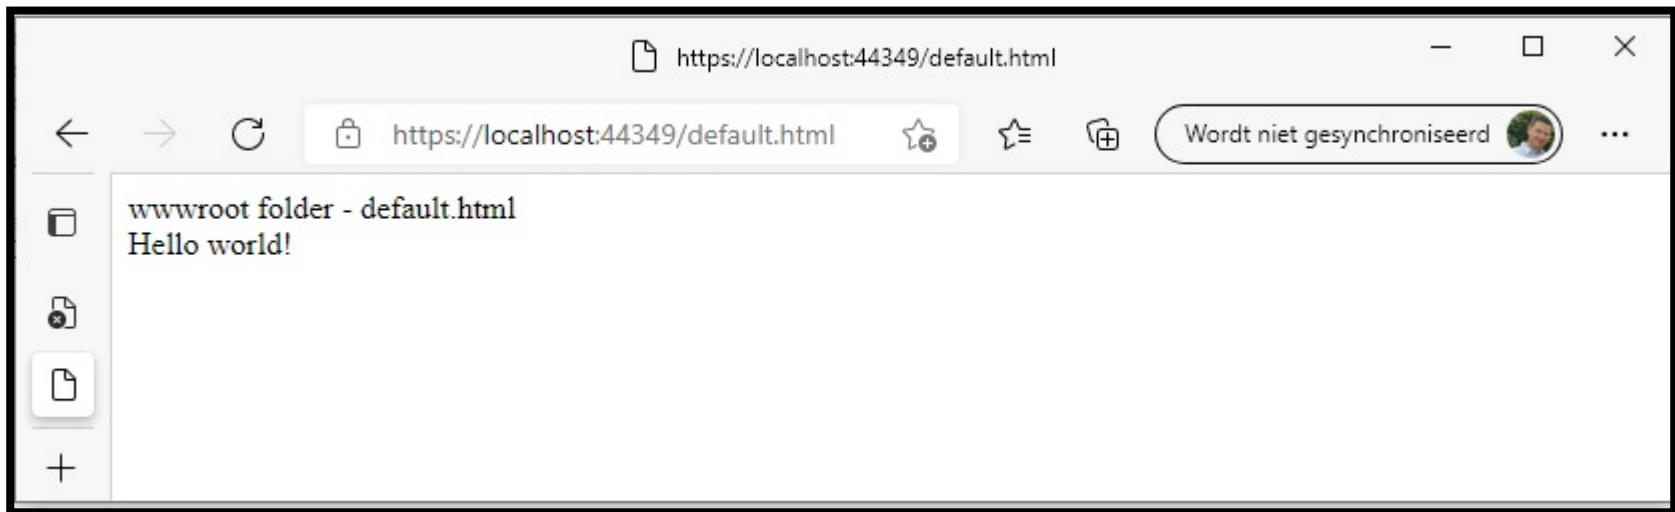 https://localhost:44349/default.html
https://localhost:44349/default.html
Wordt niet gesynchroniseerd
wwwroot folder - default.html
Hello world!